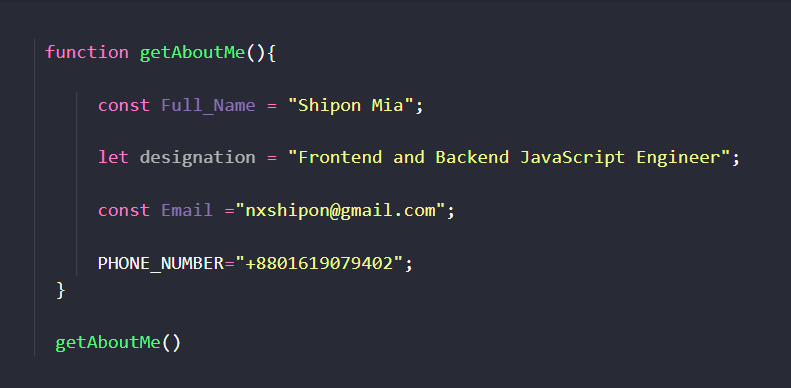 function getAboutMe(){
const Full_Name = "Shipon Mia";
let designation = "Frontend and Backend JavaScript Engineer";
const Email ="nxshipon@gmail.com";
PHONE_NUMBER="+8801619079402";
}
getAboutMe()